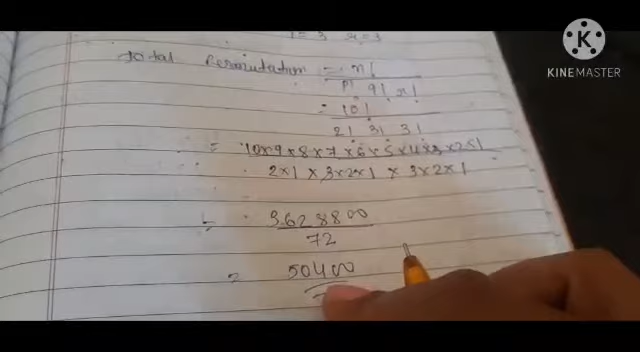 r = 3
Total Permutation = n!
p! q! r!
= 10!
2! 3! 3!
= 10×9×8×7×6×5×4×3×2×1
2×1 × 3×2×1 × 3×2×1
= 3628800
72
= 50400
KINEMASTER